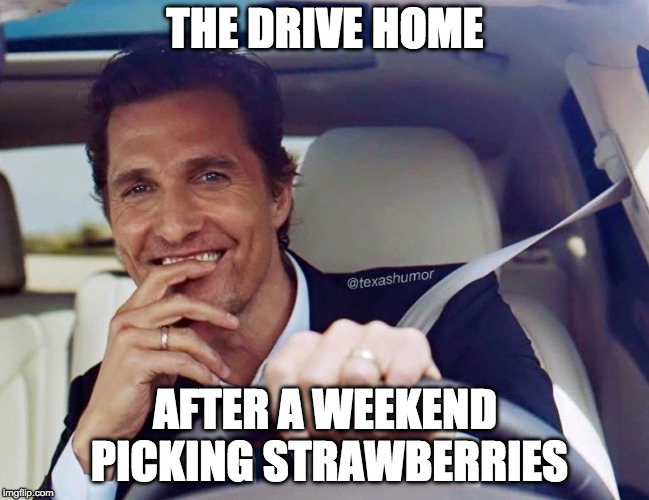 THE DRIVE HOME
@texashumor
AFTER A WEEKEND
PICKING STRAWBERRIES
imgflip.com